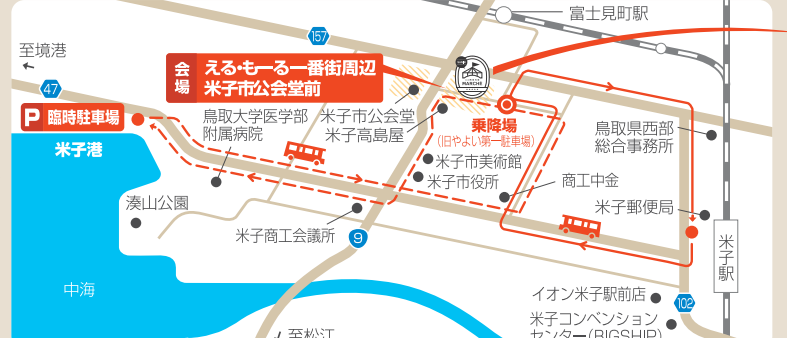 富士見町駅
至境港
157
47
会場
える・もーる一番街周辺
米子市公会堂前
MARCHE
P 臨時駐車場
米子港
鳥取大学医学部
附属病院
米子市公会堂
米子高島屋
乗降場
(旧やよい第一駐車場)
鳥取県西部
総合事務所
米子市美術館
米子市役所
商工中金
湊山公園
米子郵便局
米子商工会議所
9
米子駅
中海
イオン米子駅前店
102
米子コンベンション
センター(BIGSHIP)
至松江